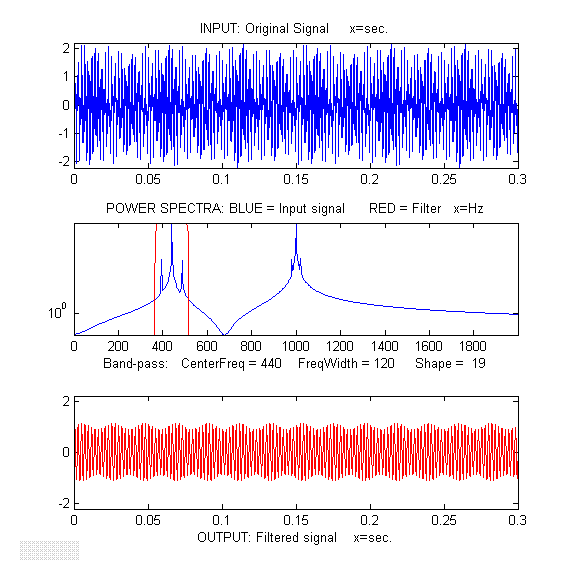 INPUT: Original Signal x=sec.
2
1
0
-1
-2
0 0.05 0.1 0.15 0.2 0.25 0.3
POWER SPECTRA: BLUE = Input signal RED = Filter x=Hz
10^0
0 200 400 600 800 1000 1200 1400 1600 1800
Band-pass: CenterFreq = 440 FreqWidth = 120 Shape = 19
2
0
-2
0 0.05 0.1 0.15 0.2 0.25 0.3
OUTPUT: Filtered signal x=sec.